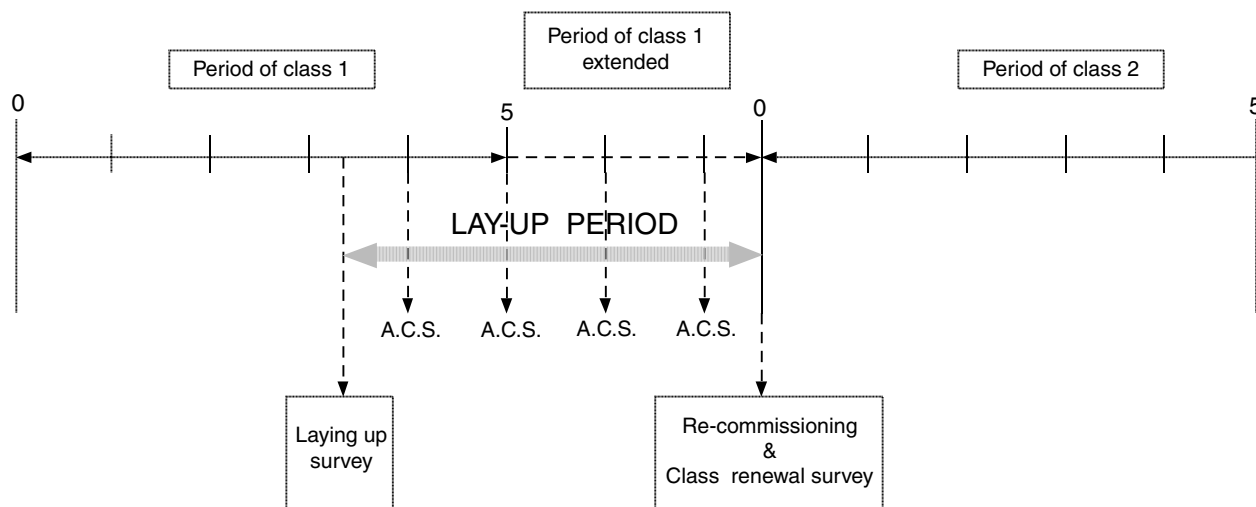 Period of class 1
Period of class 1
extended
Period of class 2
0
5
0
5
LAY-UP PERIOD
A.C.S.
A.C.S.
A.C.S.
A.C.S.
Laying up
survey
Re-commissioning
&
Class renewal survey